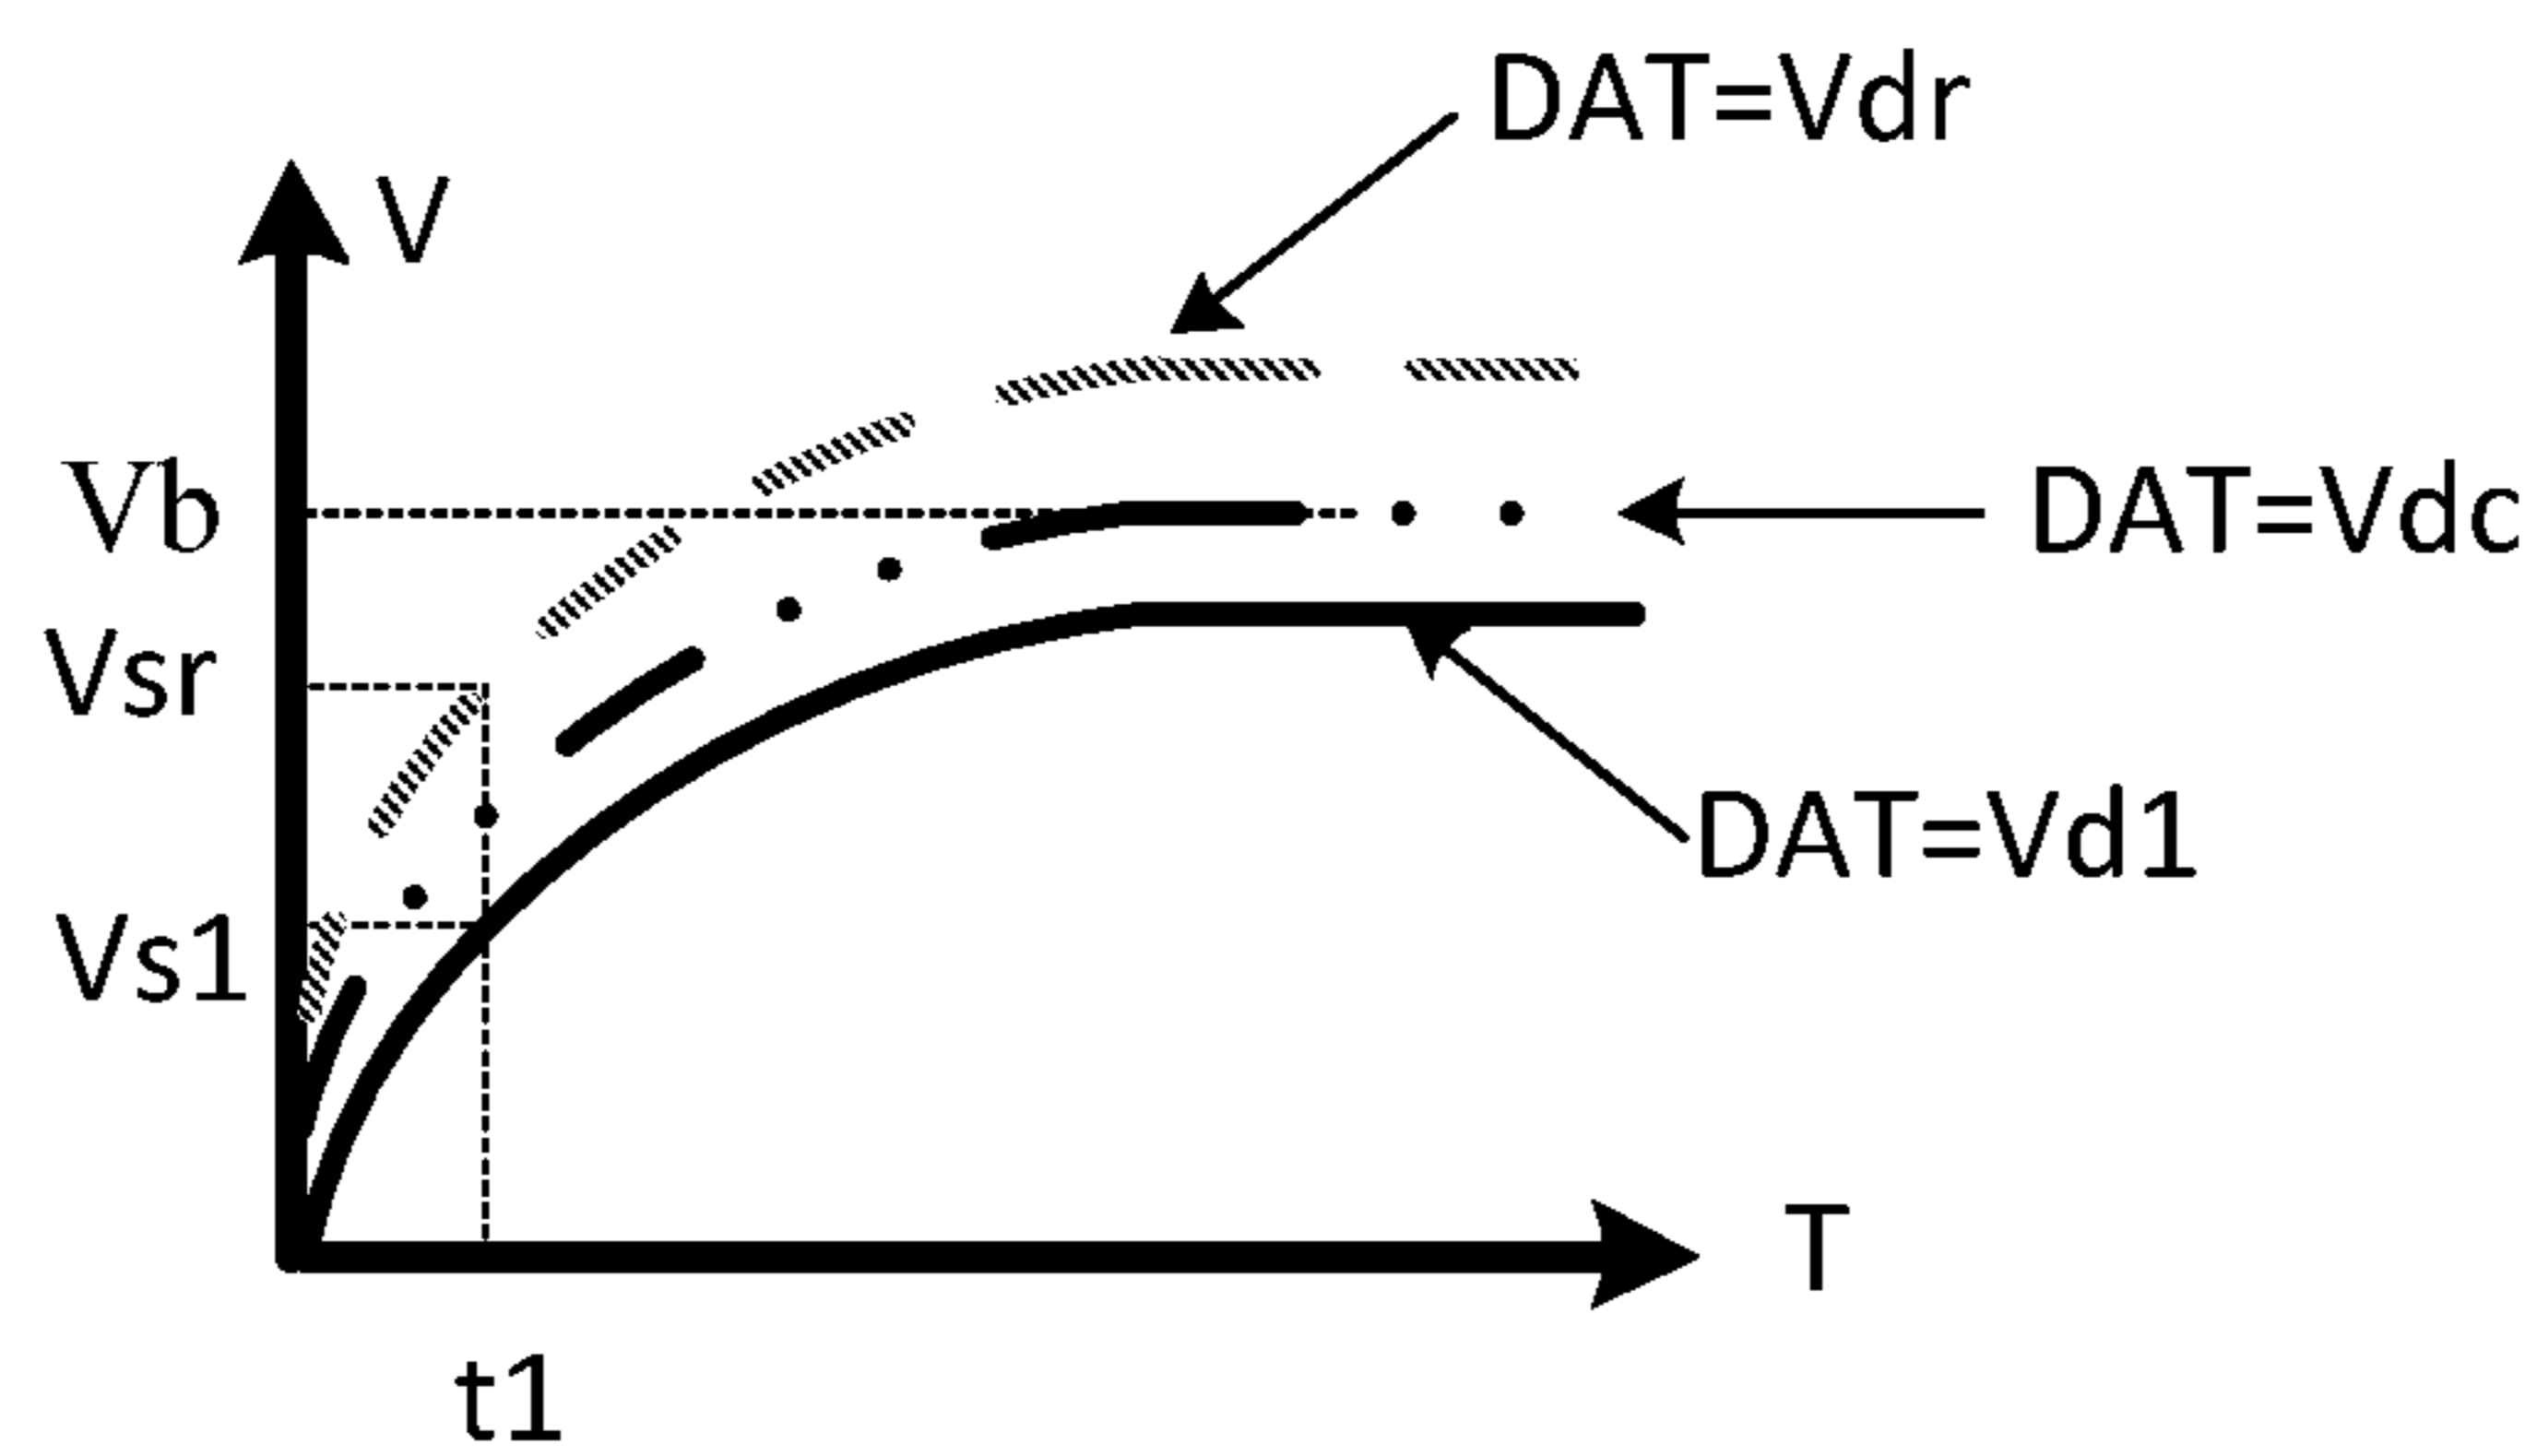 DAT=Vdr
V
Vb
DAT=Vdc
Vsr
DAT=Vd1
Vs1
T
t1